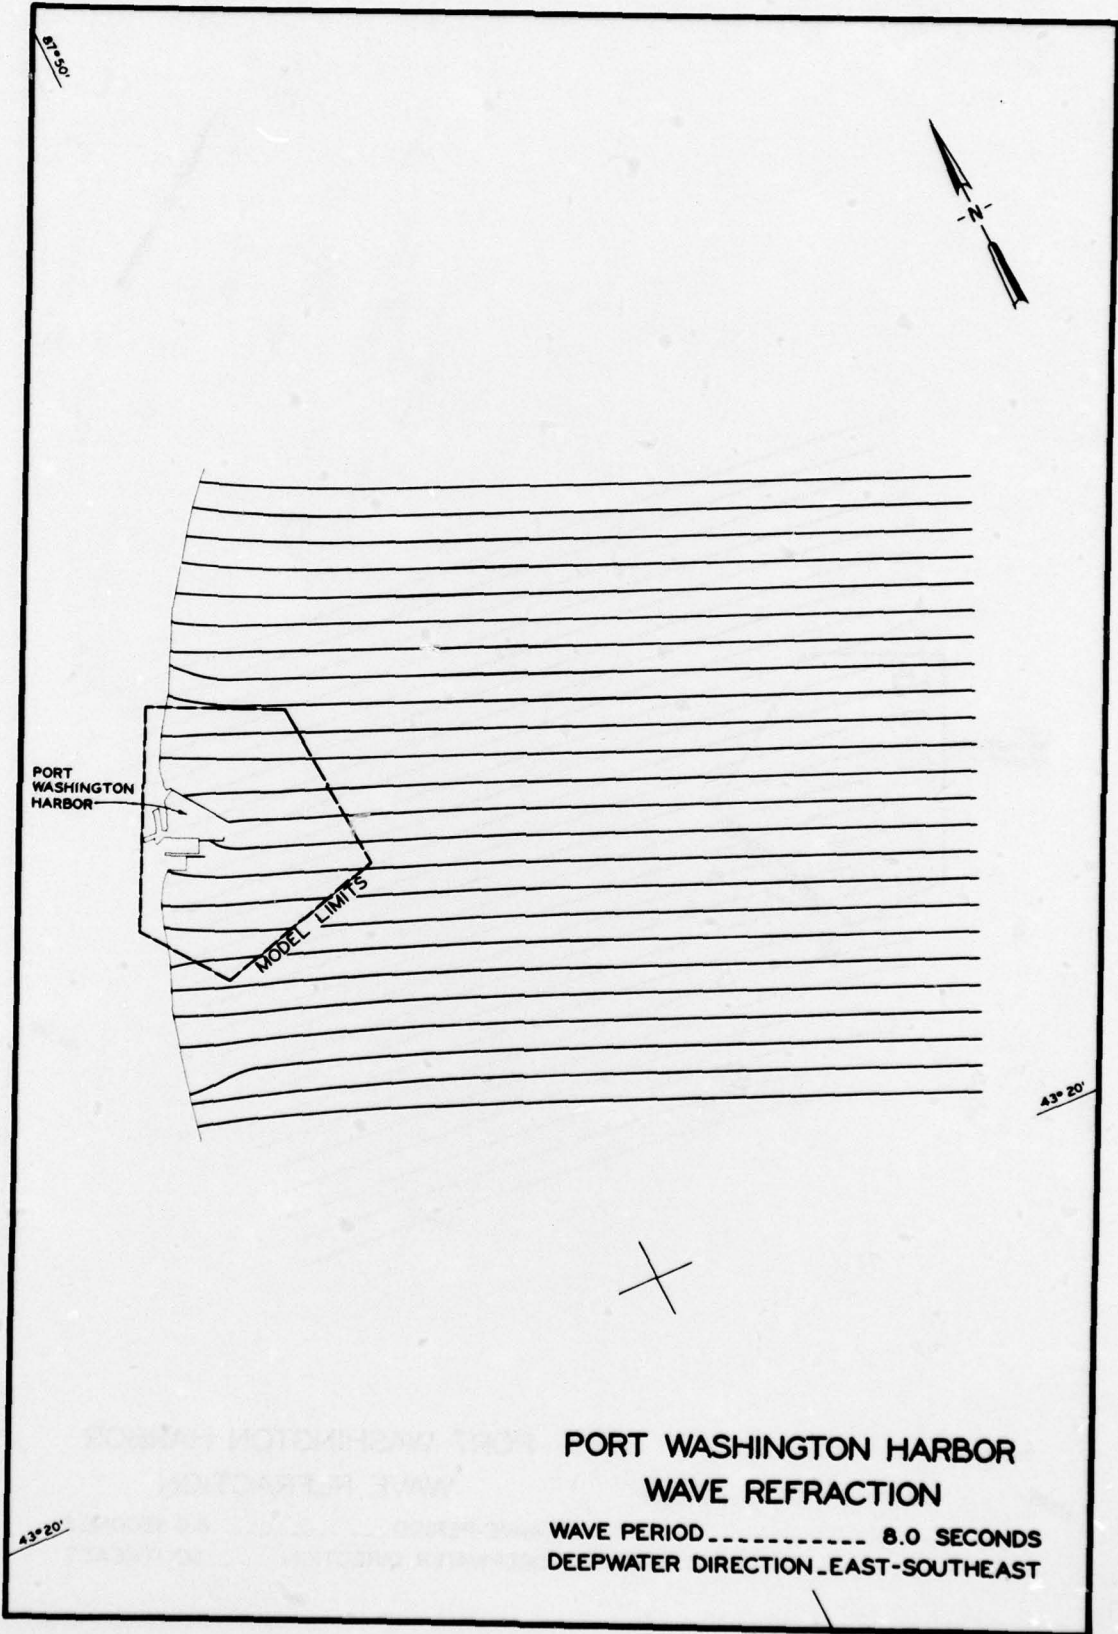 87°50'
N
PORT
WASHINGTON
HARBOR
MODEL LIMITS
43°20'
43°20'
PORT WASHINGTON HARBOR
WAVE REFRACTION
WAVE PERIOD____________ 8.0 SECONDS
DEEPWATER DIRECTION_EAST-SOUTHEAST